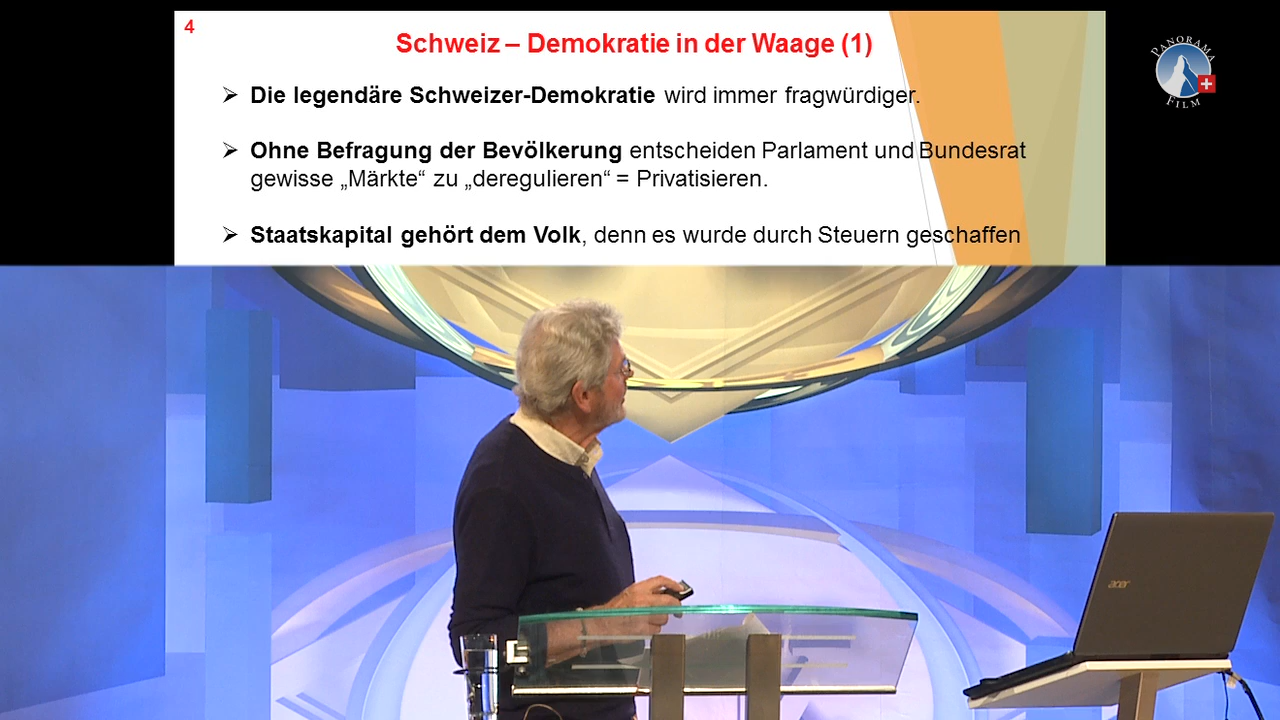 4
Schweiz – Demokratie in der Waage (1)
PANORAMA
FILM
Die legendäre Schweizer-Demokratie wird immer fragwürdiger.
Ohne Befragung der Bevölkerung entscheiden Parlament und Bundesrat
gewisse „Märkte“ zu „deregulieren“ = Privatisieren.
Staatskapital gehört dem Volk, denn es wurde durch Steuern geschaffen
acer